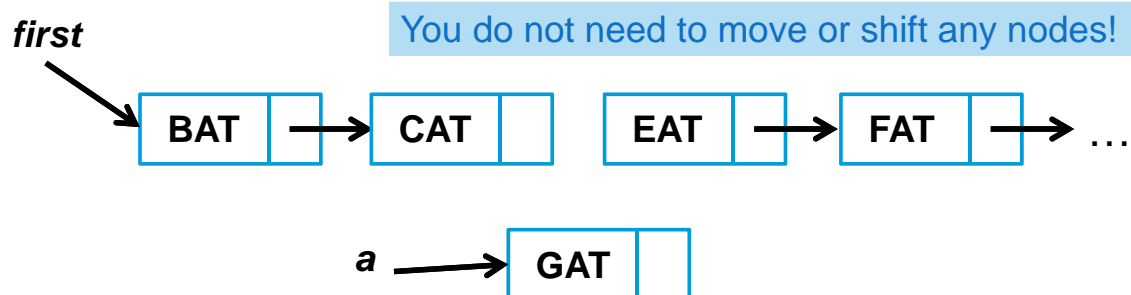 first
You do not need to move or shift any nodes!
BAT CAT EAT FAT ...
a GAT